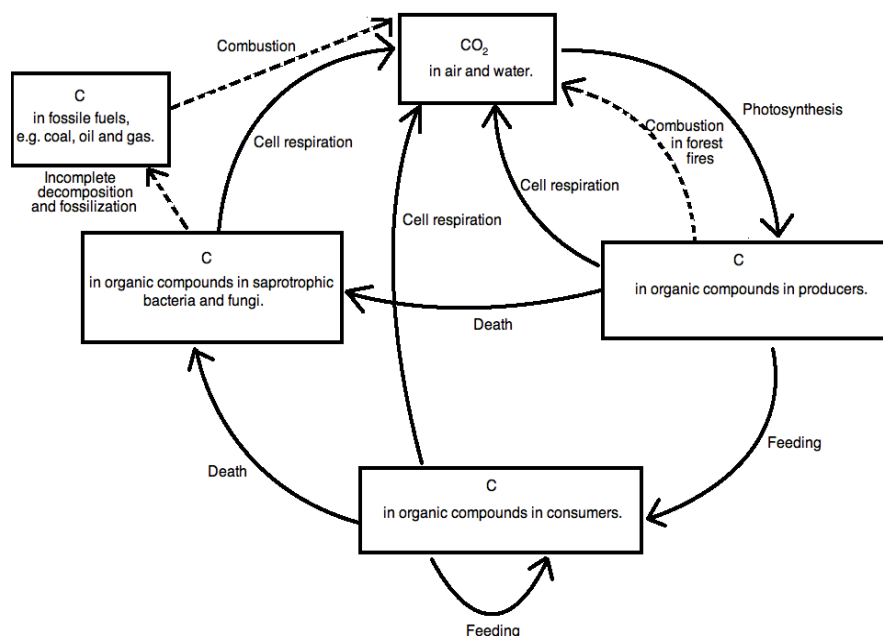 Combustion
CO2
in air and water.
C
in fossile fuels,
e.g. coal, oil and gas.
Photosynthesis
Combustion
in forest
fires
Cell respiration
Cell respiration
Incomplete
decomposition
and fossilization
Cell respiration
C
in organic compounds in saprotrophic
bacteria and fungi.
C
in organic compounds in producers.
Death
Feeding
Death
C
in organic compounds in consumers.
Feeding